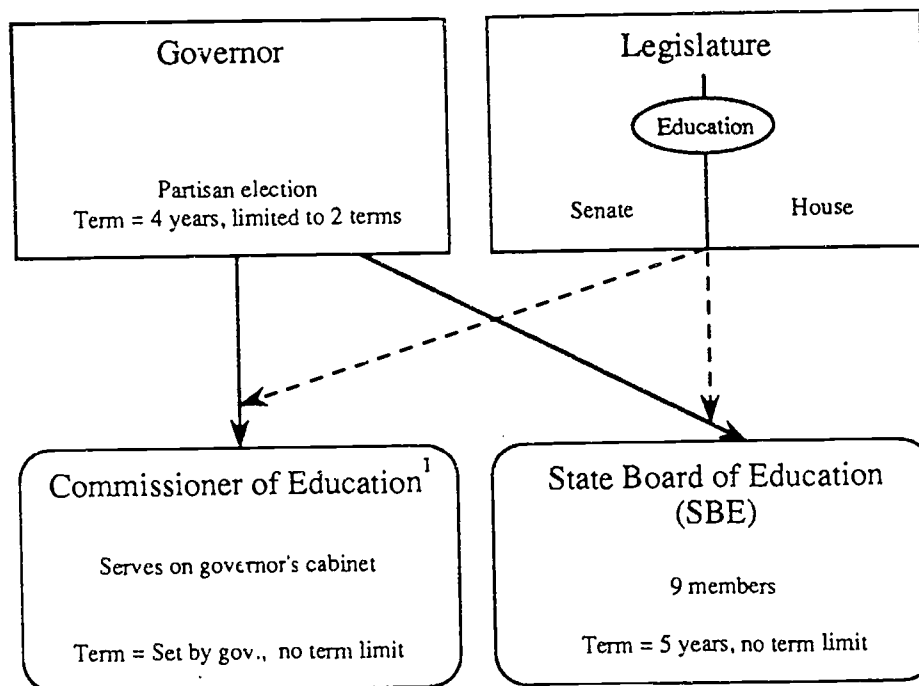 Governor
Partisan election
Term = 4 years, limited to 2 terms
Legislature
Education
Senate
House
Commissioner of Education¹
Serves on governor's cabinet
Term = Set by gov., no term limit
State Board of Education
(SBE)
9 members
Term = 5 years, no term limit